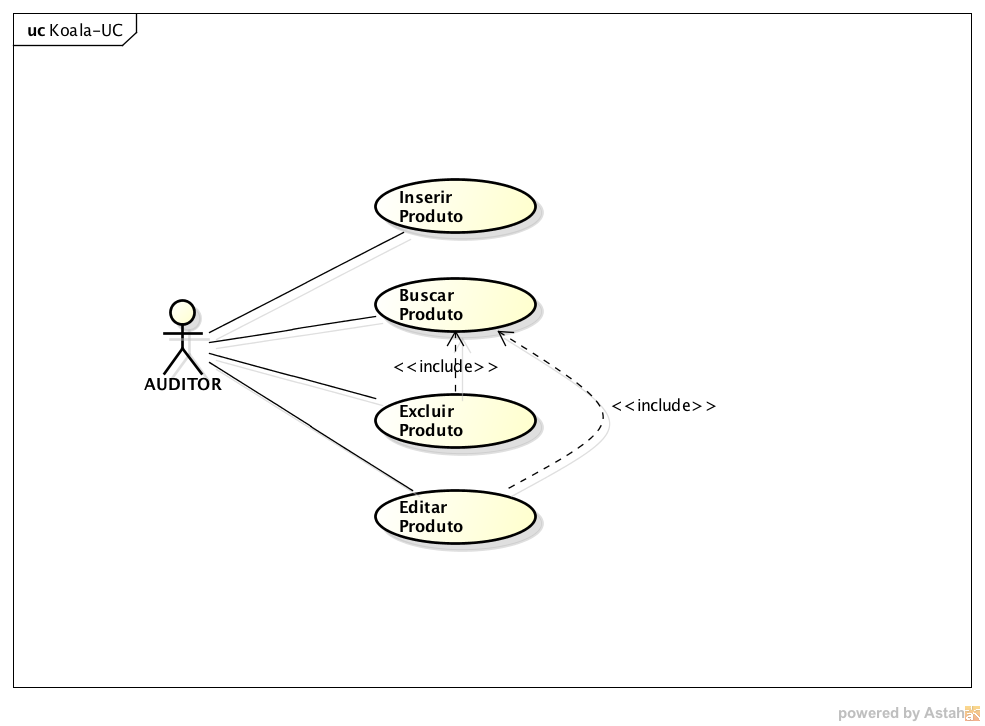 uc Koala-UC
Inserir
Produto
Buscar
Produto
<<include>>
AUDITOR
<<include>>
Excluir
Produto
Editar
Produto
powered by Astah